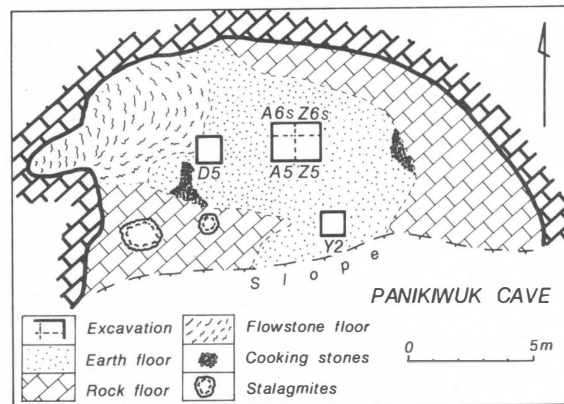 A6s Z6s
D5
A5 Z5
Y2
Slope
PANIKIWUK CAVE
Excavation
Flowstone floor
Earth floor
Cooking stones
Rock floor
Stalagmites
0 5m